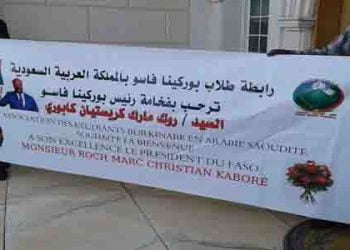 رابطة طلاب بوركينا فاسو بالمملكة العربية السعودية
ترحب بفخامة رئيس بوركينا فاسو
السيد / روك مارك كريستيان كابوري
ASSOCIATION DES ETUDIANTS BURKINABE EN ARABIE SAOUDITE
SOUHAITE LA BIENVENUE
A SON EXCELLENCE LE PRESIDENT DU FASO
MONSIEUR ROCH MARC CHRISTIAN KABORÉ